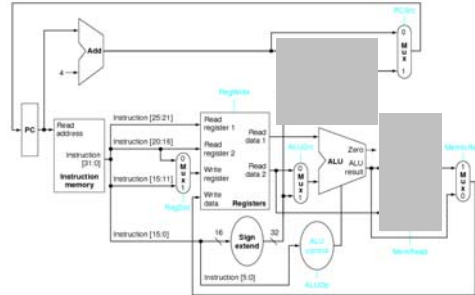 PCSrc
Add
0
M
u
x
1
4
RegWrite
PC
Read
address
Instruction
[31:0]
Instruction
memory
Instruction [25:21]
Instruction [20:16]
Instruction [15:11]
Instruction [15:0]
Instruction [5:0]
0
M
u
x
1
RegDst
Read
register 1
Read
register 2
Write
register
Write
data
Read
data 1
Read
data 2
Registers
ALUSrc
0
M
u
x
1
Zero
ALU
ALU
result
1
M
u
x
0
16
Sign
extend
32
ALU
control
ALUOp
MemRead